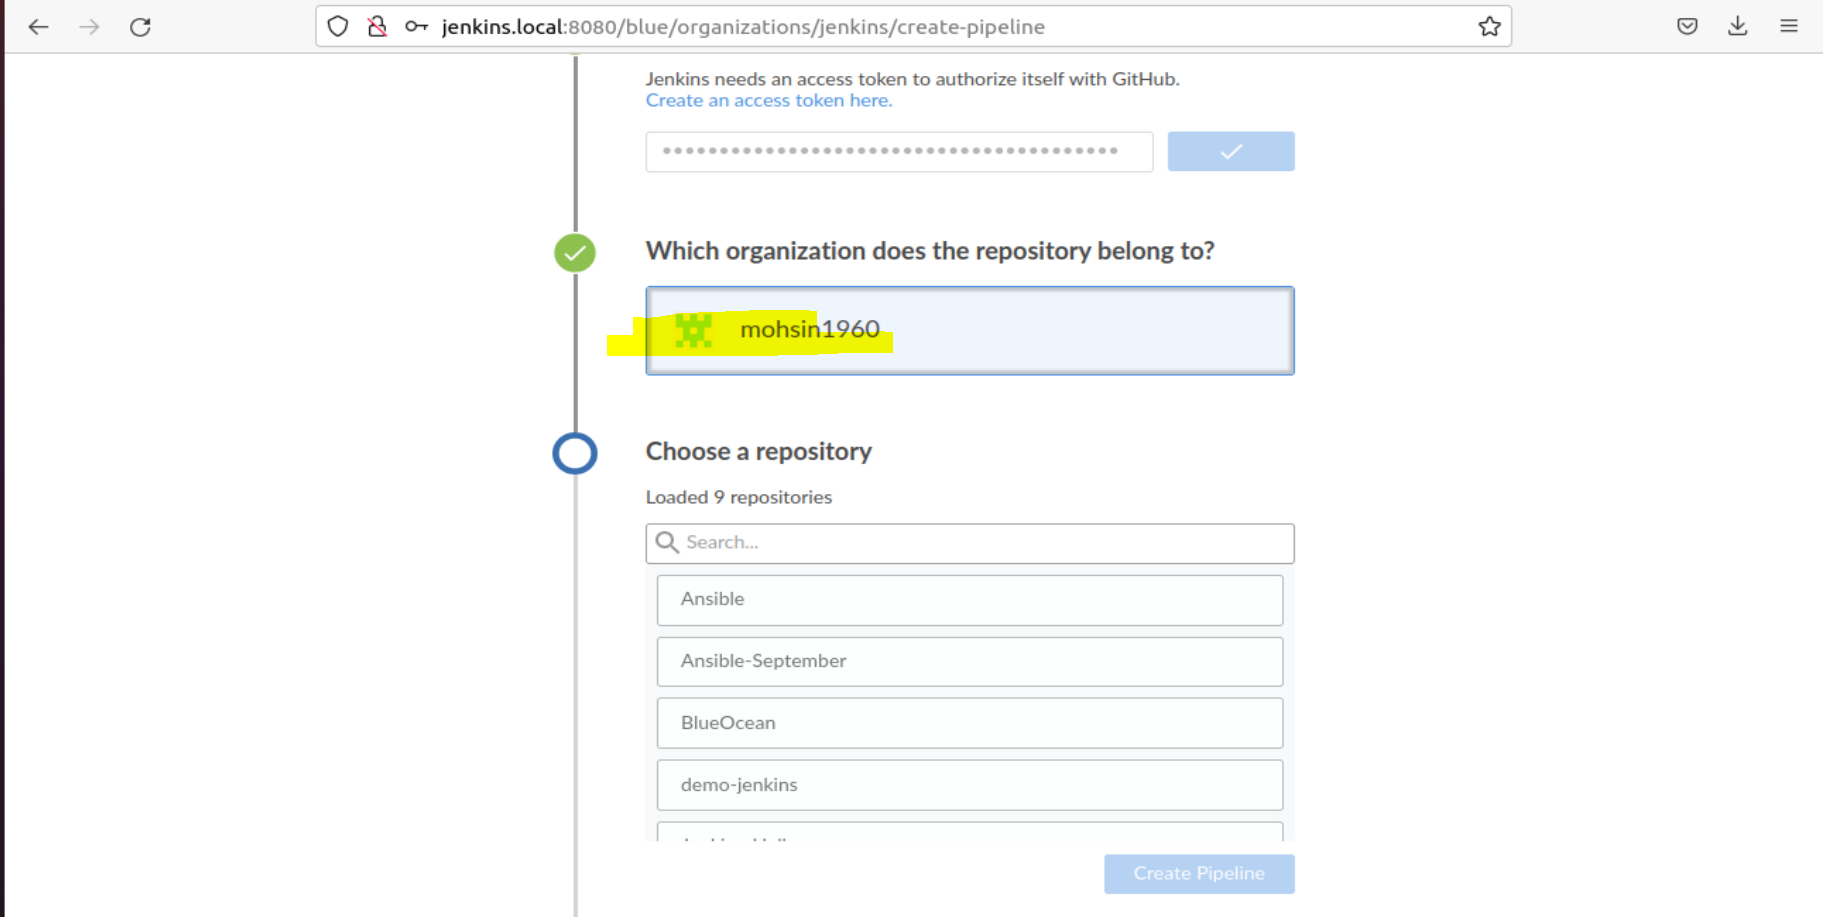 jenkins.local:8080/blue/organizations/jenkins/create-pipeline
Jenkins needs an access token to authorize itself with GitHub.
Create an access token here.
Which organization does the repository belong to?
mohsin1960
Choose a repository
Loaded 9 repositories
Search...
Ansible
Ansible-September
BlueOcean
demo-jenkins
Create Pipeline